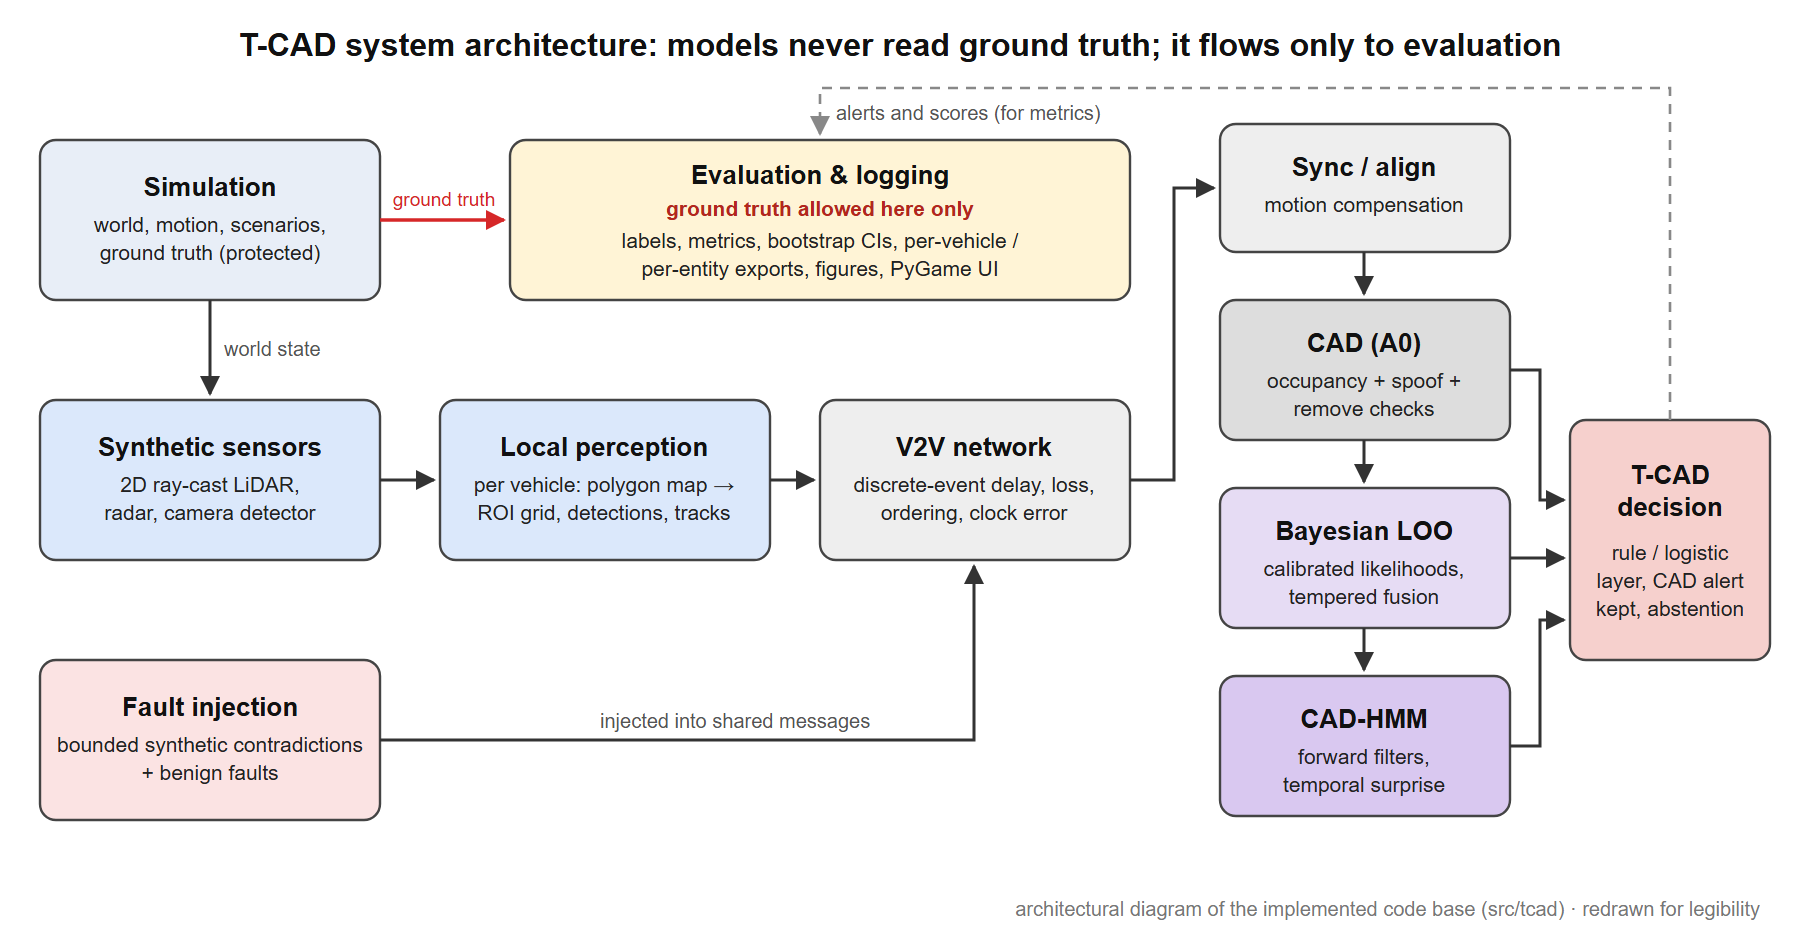 T-CAD system architecture: models never read ground truth; it flows only to evaluation
alerts and scores (for metrics)
Simulation
world, motion, scenarios,
ground truth (protected)
ground truth
Evaluation & logging
ground truth allowed here only
labels, metrics, bootstrap CIs, per-vehicle /
per-entity exports, figures, PyGame UI
Sync / align
motion compensation
world state
CAD (A0)
occupancy + spoof +
remove checks
Synthetic sensors
2D ray-cast LiDAR,
radar, camera detector
Local perception
per vehicle: polygon map →
ROI grid, detections, tracks
V2V network
discrete-event delay, loss,
ordering, clock error
Bayesian LOO
calibrated likelihoods,
tempered fusion
T-CAD
decision
rule / logistic
layer, CAD alert
kept, abstention
Fault injection
bounded synthetic contradictions
+ benign faults
injected into shared messages
CAD-HMM
forward filters,
temporal surprise
architectural diagram of the implemented code base (src/tcad) · redrawn for legibility